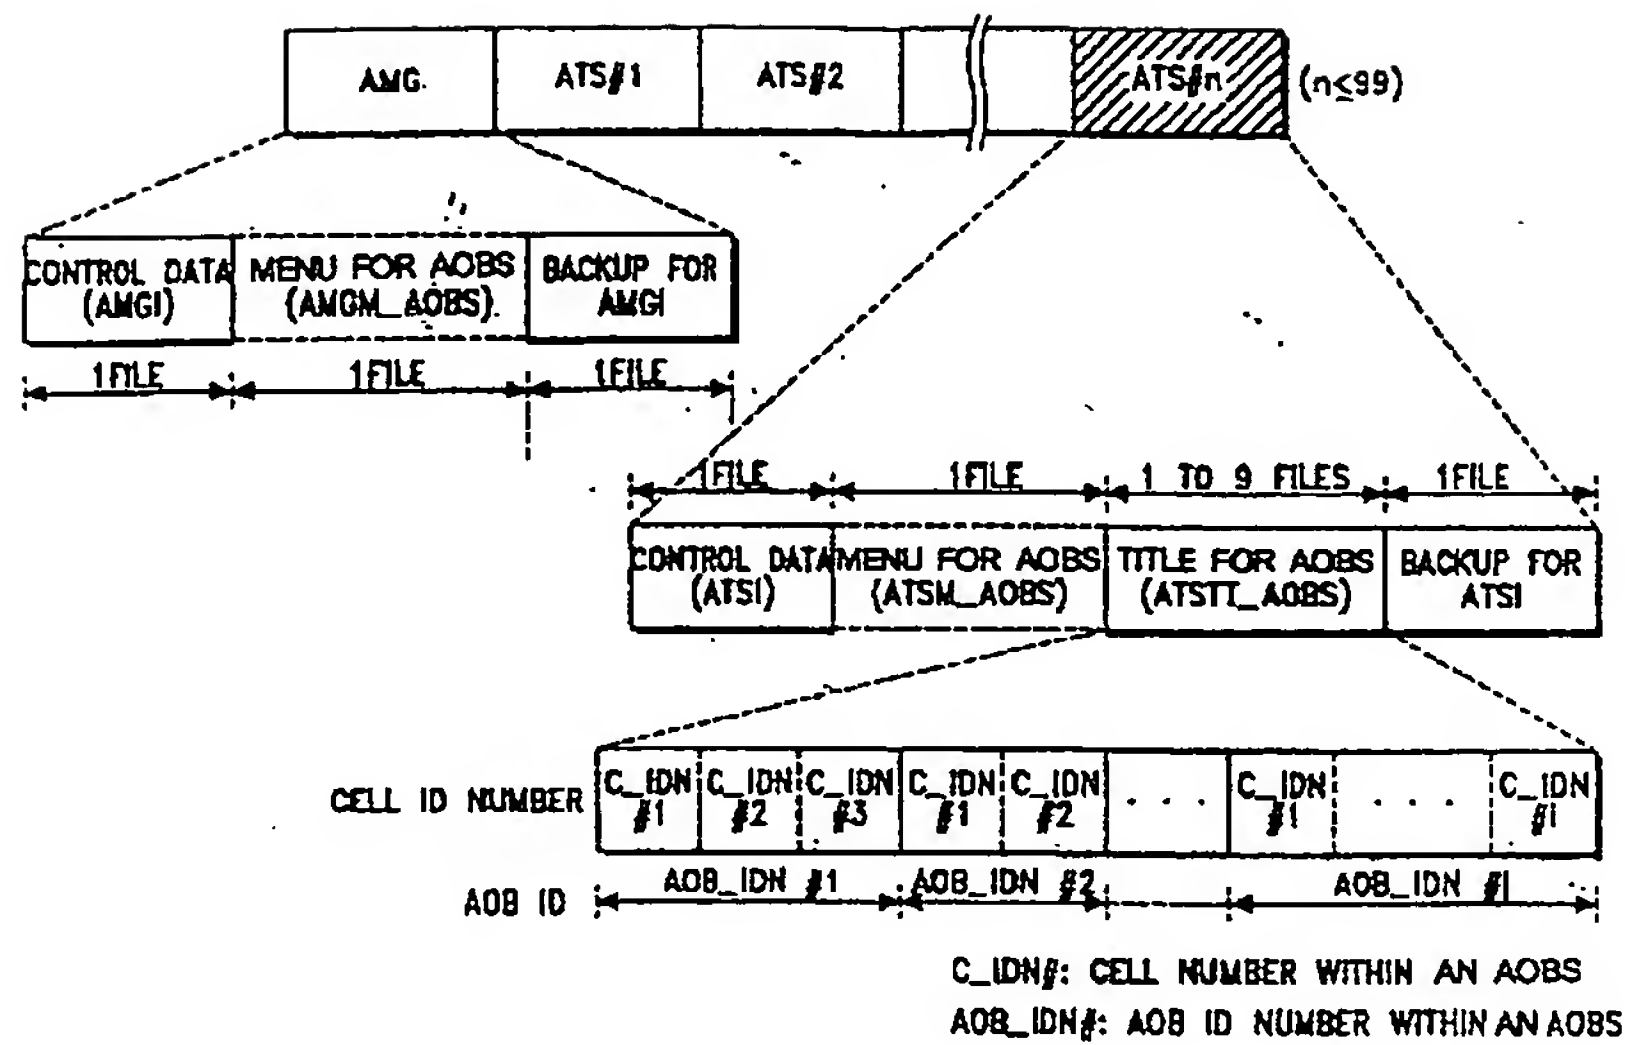 AMG. ATS#1 ATS#2 ATS#n (n≤99)
CONTROL DATA (AMGI)
MENU FOR AOBS (AMGM_AOBS).
BACKUP FOR AMGI
1FILE 1FILE 1FILE
1FILE 1FILE 1 TO 9 FILES 1FILE
CONTROL DATA (ATSI)
MENU FOR AOBS (ATSM_AOBS)
TITLE FOR AOBS (ATSTT_AOBS)
BACKUP FOR ATSI
CELL ID NUMBER C_IDN #1 C_IDN #2 C_IDN #3 C_IDN #1 C_IDN #2 . . . C_IDN #1 . . . C_IDN #i
AOB ID AOB_IDN #1 AOB_IDN #2 AOB_IDN #i
C_IDN#: CELL NUMBER WITHIN AN AOBS
AOB_IDN#: AOB ID NUMBER WITHIN AN AOBS